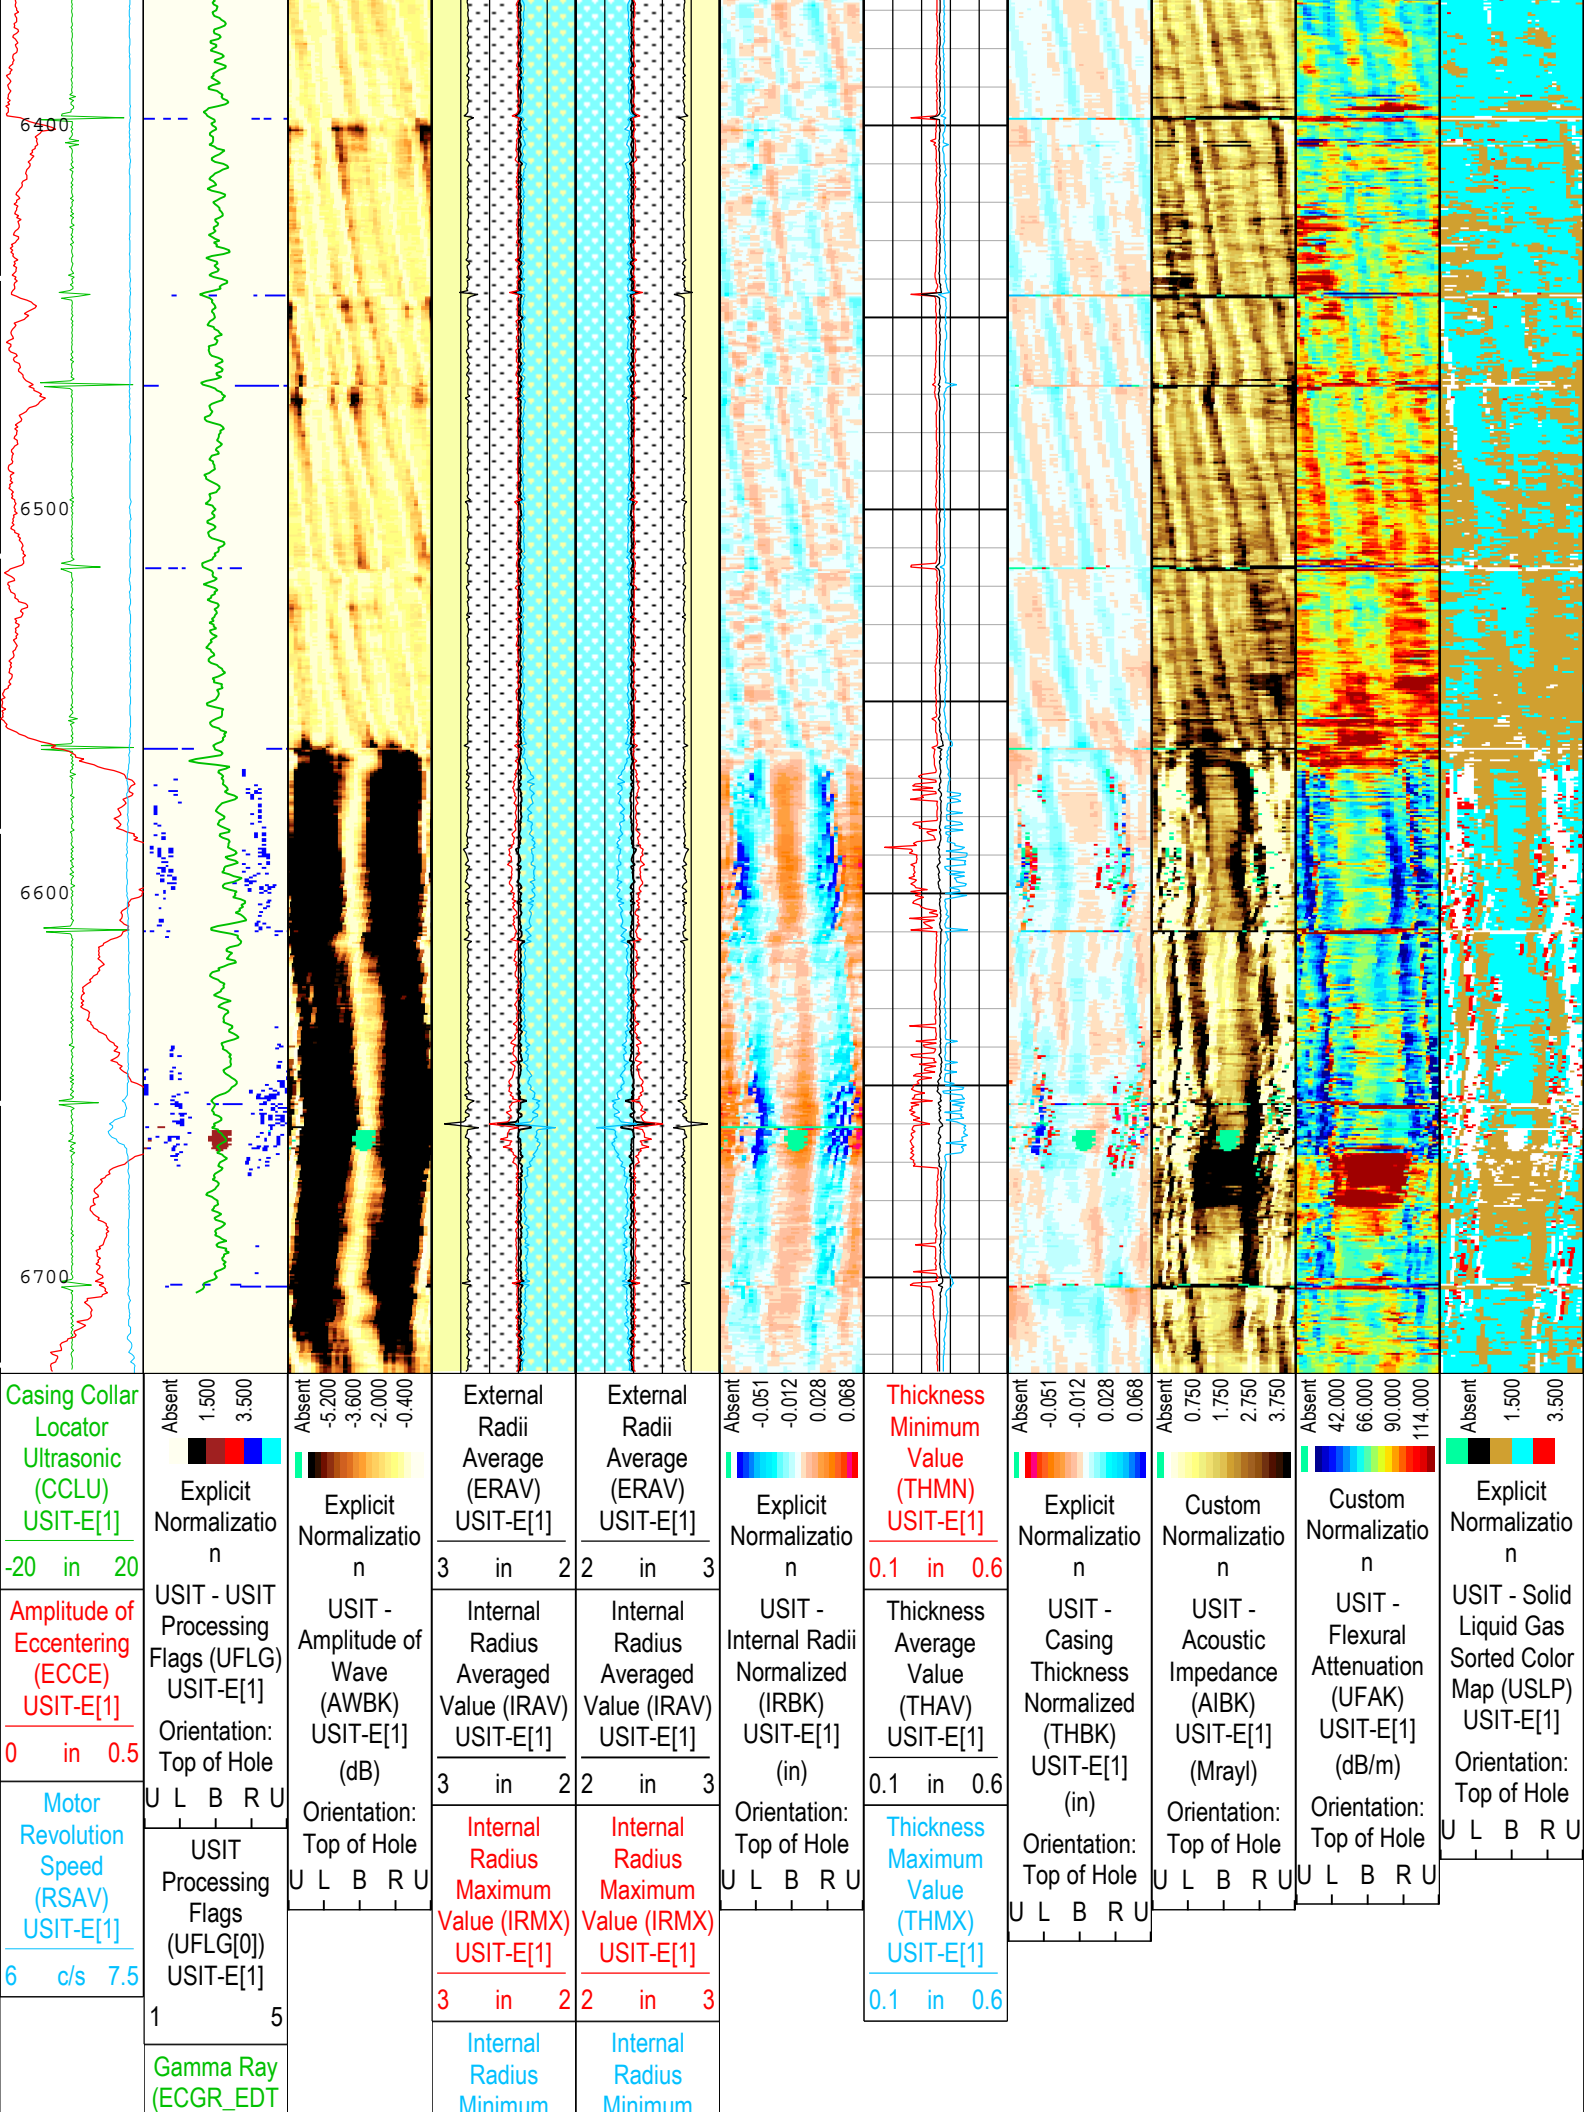 6400
6500
6600
6700
Casing Collar
Locator
Ultrasonic
(CCLU)
USIT-E[1]
-20 in 20
Amplitude of
Eccentering
(ECCE)
USIT-E[1]
0 in 0.5
Motor
Revolution
Speed
(RSAV)
USIT-E[1]
6 c/s 7.5
Absent
1.500
3.500
Explicit
Normalizatio
n
USIT - USIT
Processing
Flags (UFLG)
USIT-E[1]
Orientation:
Top of Hole
U L B R U
USIT
Processing
Flags
(UFLG[0])
USIT-E[1]
1 5
Gamma Ray
(ECGR_EDT
Absent
-5.200
-3.600
-2.000
-0.400
Explicit
Normalizatio
n
USIT -
Amplitude of
Wave
(AWBK)
USIT-E[1]
(dB)
Orientation:
Top of Hole
U L B R U
External
Radii
Average
(ERAV)
USIT-E[1]
3 in 2
Internal
Radius
Averaged
Value (IRAV)
USIT-E[1]
3 in 2
Internal
Radius
Maximum
Value (IRMX)
USIT-E[1]
3 in 2
Internal
Radius
Minimum
External
Radii
Average
(ERAV)
USIT-E[1]
2 in 3
Internal
Radius
Averaged
Value (IRAV)
USIT-E[1]
2 in 3
Internal
Radius
Maximum
Value (IRMX)
USIT-E[1]
2 in 3
Internal
Radius
Minimum
Absent
-0.051
-0.012
0.028
0.068
Explicit
Normalizatio
n
USIT -
Internal Radii
Normalized
(IRBK)
USIT-E[1]
(in)
Orientation:
Top of Hole
U L B R U
Thickness
Minimum
Value
(THMN)
USIT-E[1]
0.1 in 0.6
Thickness
Average
Value
(THAV)
USIT-E[1]
0.1 in 0.6
Thickness
Maximum
Value
(THMX)
USIT-E[1]
0.1 in 0.6
Absent
-0.051
-0.012
0.028
0.068
Explicit
Normalizatio
n
USIT -
Casing
Thickness
Normalized
(THBK)
USIT-E[1]
(in)
Orientation:
Top of Hole
U L B R U
Absent
0.750
1.750
2.750
3.750
Custom
Normalizatio
n
USIT -
Acoustic
Impedance
(AIBK)
USIT-E[1]
(Mrayl)
Orientation:
Top of Hole
U L B R U
Absent
42.000
66.000
90.000
114.000
Custom
Normalizatio
n
USIT -
Flexural
Attenuation
(UFAK)
USIT-E[1]
(dB/m)
Orientation:
Top of Hole
U L B R U
Absent
1.500
3.500
Explicit
Normalizatio
n
USIT - Solid
Liquid Gas
Sorted Color
Map (USLP)
USIT-E[1]
Orientation:
Top of Hole
U L B R U